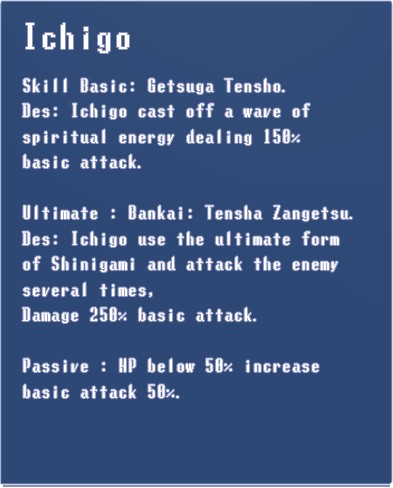 Ichigo
Skill Basic: Getsuga Tensho.
Des: Ichigo cast off a wave of
spiritual energy dealing 150%
basic attack.
Ultimate : Bankai: Tensha Zangetsu.
Des: Ichigo use the ultimate form
of Shinigami and attack the enemy
several times,
Damage 250% basic attack.
Passive : HP below 50% increase
basic attack 50%.